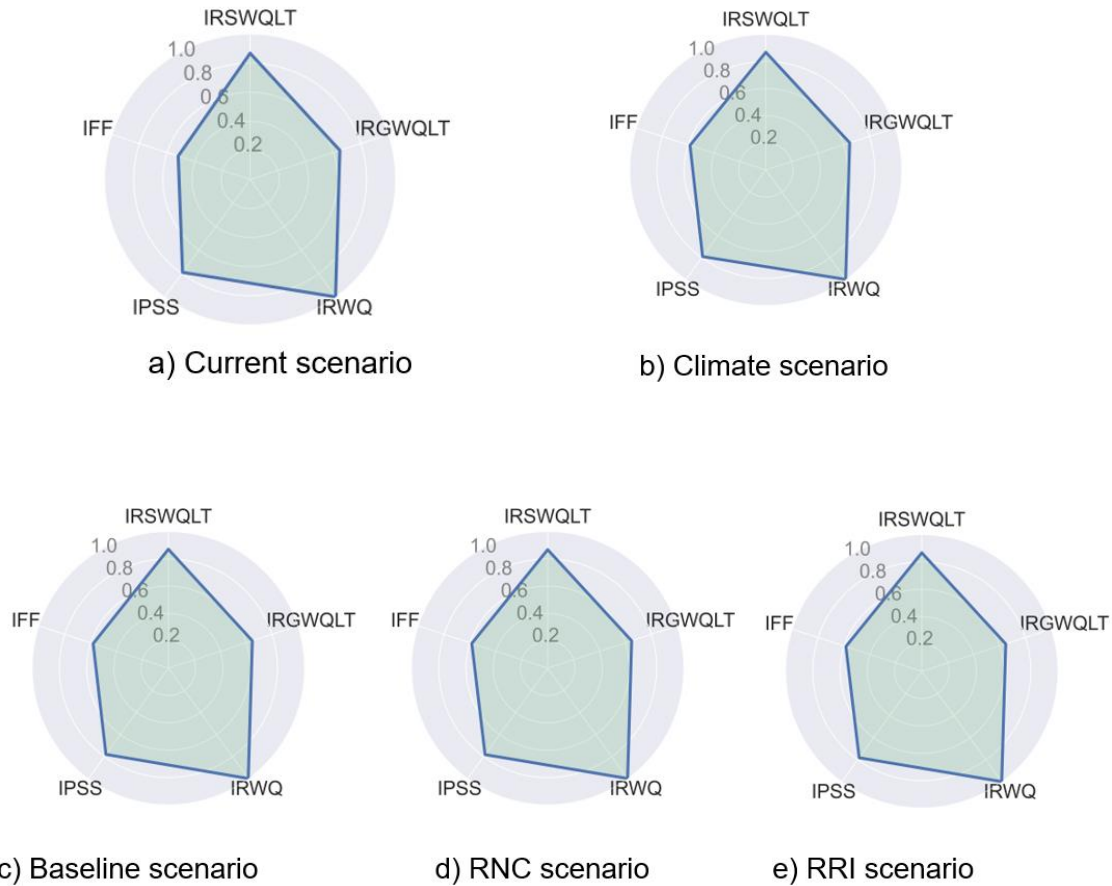 IRSWQLT
1.0
0.8
0.6
0.4
0.2
IFF
IRGWQLT
IPSS
IRWQ
a) Current scenario
IRSWQLT
1.0
0.8
0.6
0.4
0.2
IFF
IRGWQLT
IPSS
IRWQ
b) Climate scenario
IRSWQLT
1.0
0.8
0.6
0.4
0.2
IFF
IRGWQLT
IPSS
IRWQ
c) Baseline scenario
IRSWQLT
1.0
0.8
0.6
0.4
0.2
IFF
IRGWQLT
IPSS
IRWQ
d) RNC scenario
IRSWQLT
1.0
0.8
0.6
0.4
0.2
IFF
IRGWQLT
IPSS
IRWQ
e) RRI scenario